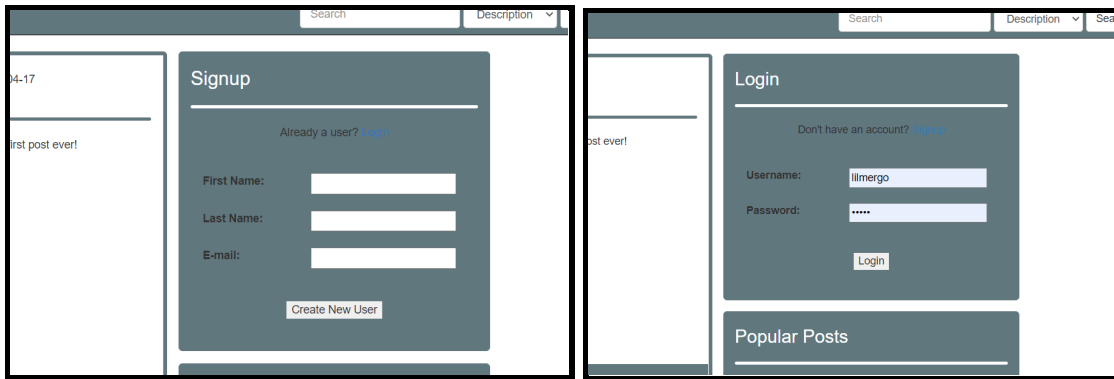 Search
Description
04-17
Signup
Already a user? Login
irst post ever!
First Name:
Last Name:
E-mail:
Create New User
Search
Description
Sea
Login
Don't have an account? Signup
ost ever!
Username:
lilmergo
Password:
•••••
Login
Popular Posts